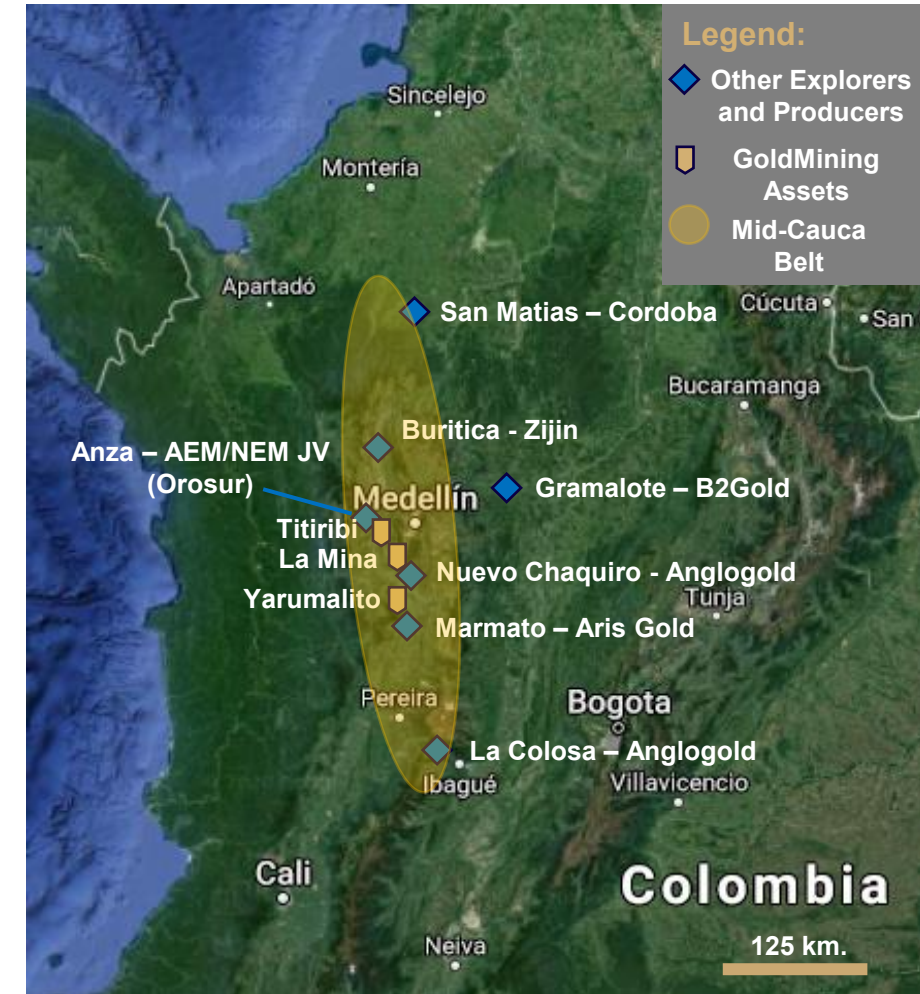 Legend:
Other Explorers
and Producers
GoldMining
Assets
Mid-Cauca
Belt
Sincelejo
Montería
Apartadó
San Matias – Cordoba
Cúcuta
San
Bucaramanga
Buritica - Zijin
Anza – AEM/NEM JV
(Orosur)
Medellín
Gramalote – B2Gold
Titiribi
La Mina
Nuevo Chaquiro - Anglogold
Yarumalito
Tunja
Marmato – Aris Gold
Pereira
Bogota
La Colosa – Anglogold
Ibagué
Villavicencio
Cali
Colombia
Neiva
125 km.